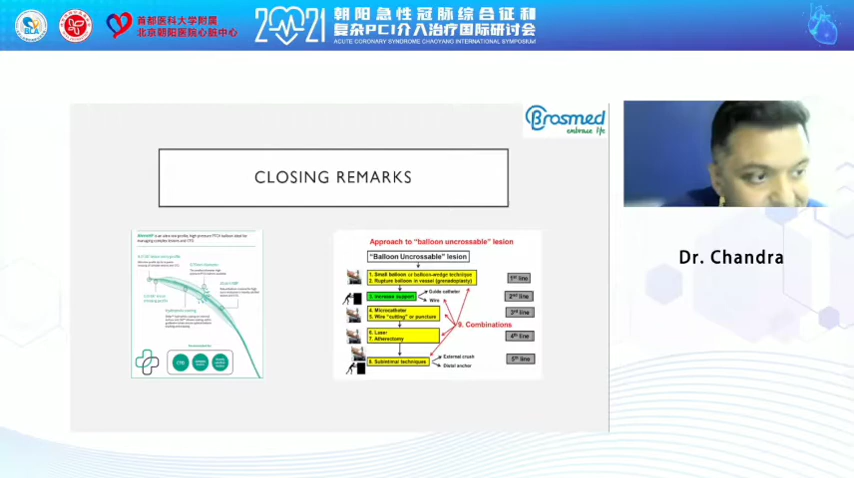 BLA
首都医科大学附属
北京朝阳医院心脏中心
2021
朝阳急性冠脉综合征和
复杂PCI介入治疗国际研讨会
ACUTE CORONARY SYNDROME CHAOYANG INTERNATIONAL SYMPOSIUM
Brosmed
embrace life
CLOSING REMARKS
Dr. Chandra
Approach to "balloon uncrossable" lesion
"Balloon Uncrossable" lesion
1. Small balloon or balloon-wedge technique
2. Rupture balloon in vessel (grenadoplasty)
1st line
3. Increase support
Guide catheter
Wire
2nd line
4. Microcatheter
5. Wire "cutting" or puncture
3rd line
9. Combinations
6. Laser
7. Atherectomy
4th line
8. Subintimal techniques
External crush
Distal anchor
5th line